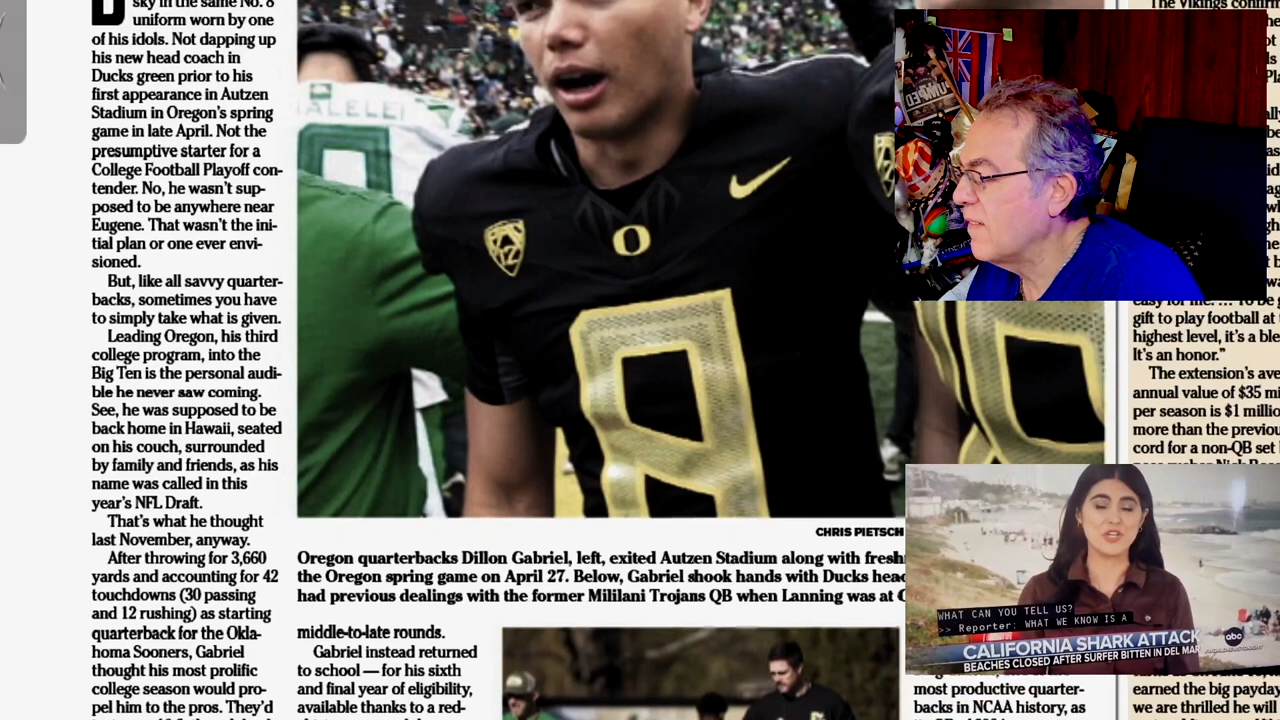 D
sky in the same No. 8
uniform worn by one
of his idols. Not dapping up
his new head coach in
Ducks green prior to his
first appearance in Autzen
Stadium in Oregon's spring
game in late April. Not the
presumptive starter for a
College Football Playoff con-
tender. No, he wasn't sup-
posed to be anywhere near
Eugene. That wasn't the ini-
tial plan or one ever envi-
sioned.
But, like all savvy quarter-
backs, sometimes you have
to simply take what is given.
Leading Oregon, his third
college program, into the
Big Ten is the personal audi-
ble he never saw coming.
See, he was supposed to be
back home in Hawaii, seated
on his couch, surrounded
by family and friends, as his
name was called in this
year's NFL Draft.
That's what he thought
last November, anyway.
After throwing for 3,660
yards and accounting for 42
touchdowns (30 passing
and 12 rushing) as starting
quarterback for the Okla-
homa Sooners, Gabriel
thought his most prolific
college season would pro-
pel him to the pros. They'd
O
8
PAC 12
CHRIS PIETSCH
Oregon quarterbacks Dillon Gabriel, left, exited Autzen Stadium along with fresh
the Oregon spring game on April 27. Below, Gabriel shook hands with Ducks head
had previous dealings with the former Mililani Trojans QB when Lanning was at
middle-to-late rounds.
Gabriel instead returned
to school — for his sixth
and final year of eligibility,
available thanks to a red-
most productive quarter-
backs in NCAA history, as
The Vikings confirm
gift to play football at
highest level, it's a ble
It's an honor."
The extension's ave
annual value of $35 mi
per season is $1 millio
more than the previou
cord for a non-QB set
earned the big payday
we are thrilled he will
WHAT CAN YOU TELL US?
>> Reporter: WHAT WE KNOW IS A
CALIFORNIA SHARK ATTACK
BEACHES CLOSED AFTER SURFER BITTEN IN DEL MAR
abc
#WORLDNEWSTONIGHT